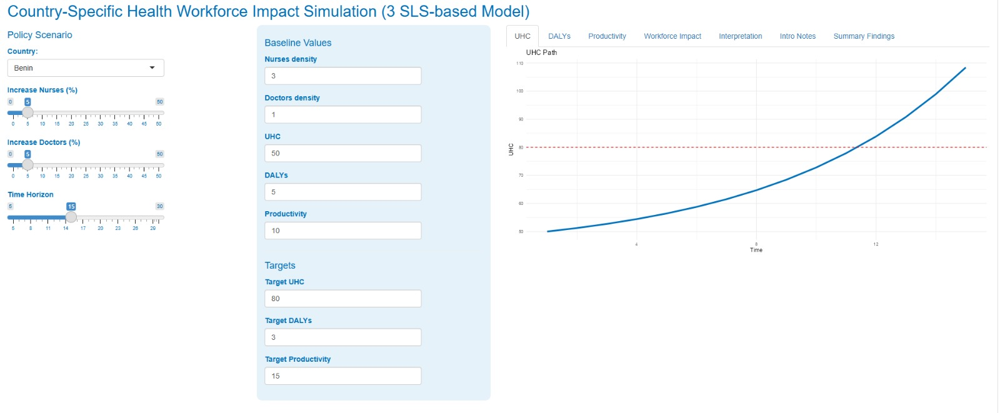 Country-Specific Health Workforce Impact Simulation (3 SLS-based Model)
Policy Scenario
Country:
Benin
Increase Nurses (%)
0 5 50
0 5 10 15 20 25 30 35 40 45 50
Increase Doctors (%)
0 5 50
0 5 10 15 20 25 30 35 40 45 50
Time Horizon
5 15 30
5 8 11 14 17 20 23 26 29
Baseline Values
Nurses density
3
Doctors density
1
UHC
50
DALYs
5
Productivity
10
Targets
Target UHC
80
Target DALYs
3
Target Productivity
15
UHC DALYs Productivity Workforce Impact Interpretation Intro Notes Summary Findings
UHC Path
110
100
90
80
70
60
50
UHC
4 8 12
Time